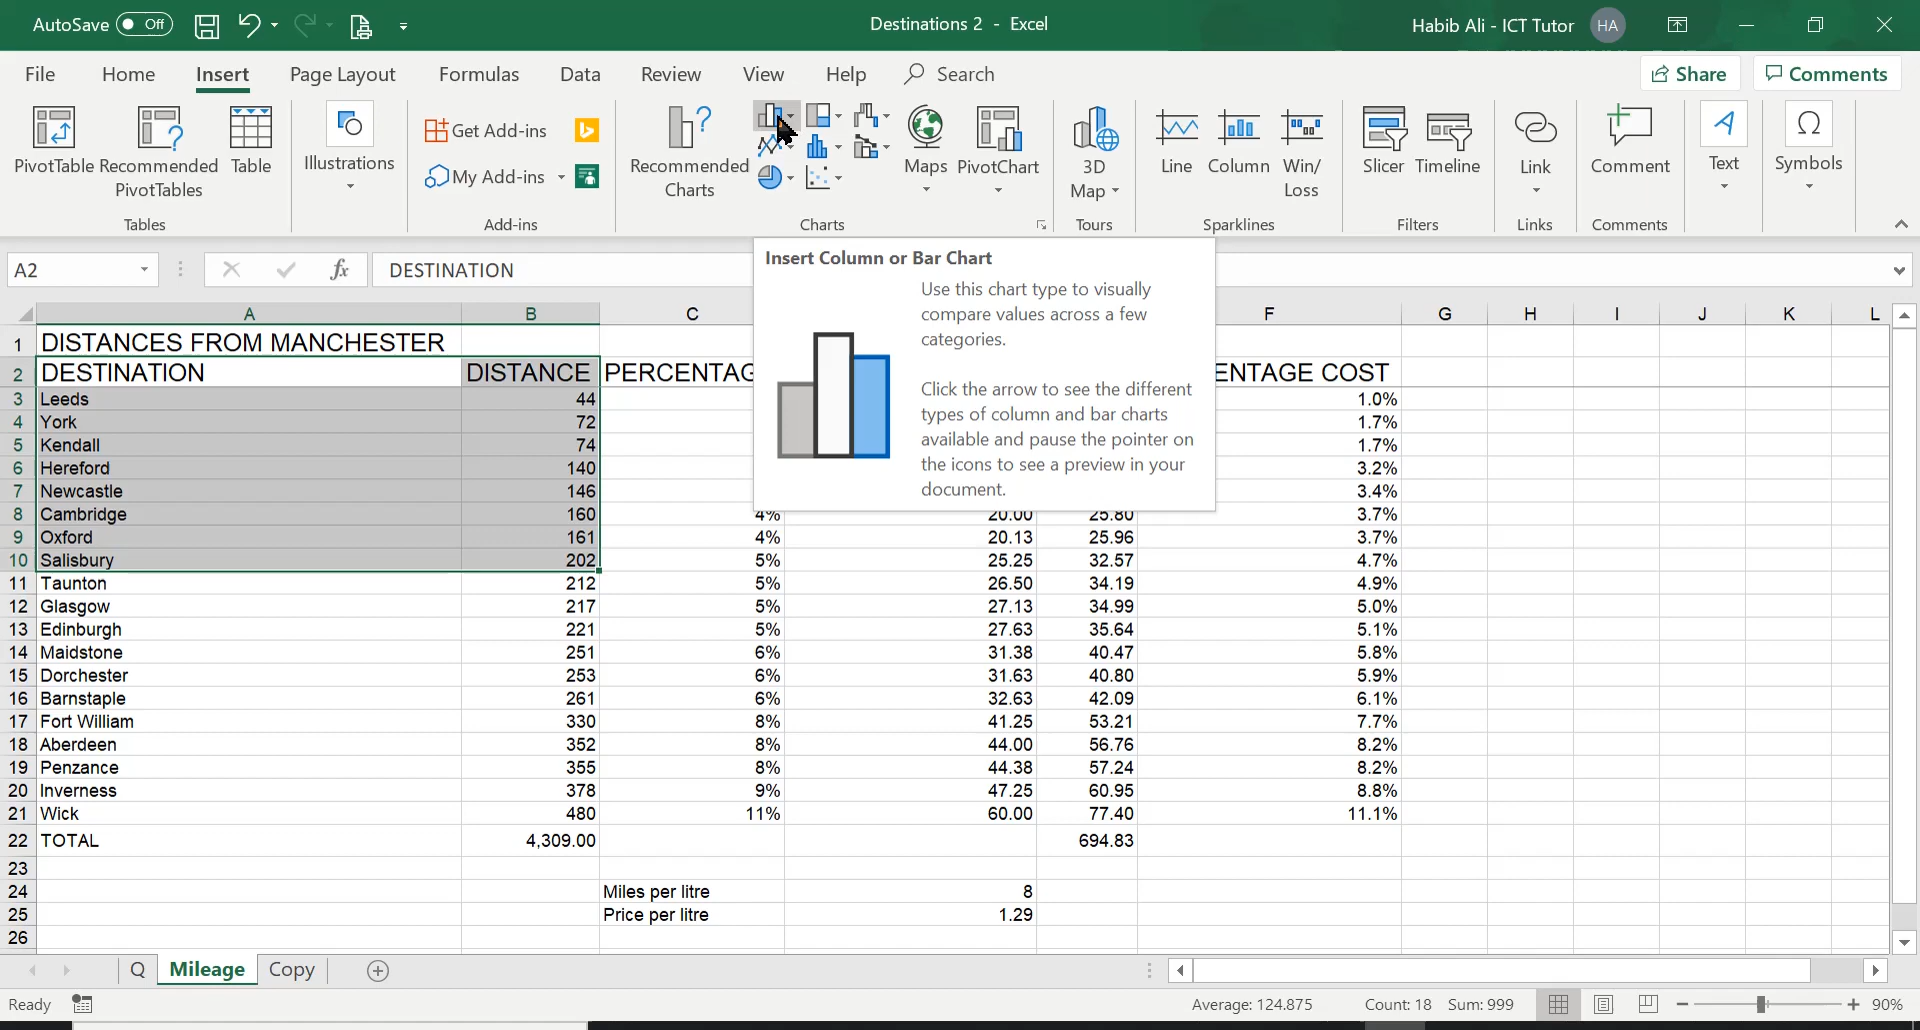 AutoSave Off
Destinations 2 - Excel
Habib Ali - ICT Tutor HA
File Home Insert Page Layout Formulas Data Review View Help Search
Share Comments
PivotTable
Recommended
PivotTables
Table
Tables
Illustrations
Get Add-ins
My Add-ins
Add-ins
Recommended
Charts
Maps
PivotChart
Charts
3D
Map
Tours
Line
Column
Win/
Loss
Sparklines
Slicer
Timeline
Filters
Link
Links
Comment
Comments
A
Text
Ω
Symbols
A2 fx DESTINATION
Insert Column or Bar Chart
Use this chart type to visually
compare values across a few
categories.
Click the arrow to see the different
types of column and bar charts
available and pause the pointer on
the icons to see a preview in your
document.
A B C F G H I J K L
1 DISTANCES FROM MANCHESTER
2 DESTINATION DISTANCE PERCENTAG ENTAGE COST
3 Leeds 44 1.0%
4 York 72 1.7%
5 Kendall 74 1.7%
6 Hereford 140 3.2%
7 Newcastle 146 3.4%
8 Cambridge 160 4% 20.00 25.80 3.7%
9 Oxford 161 4% 20.13 25.96 3.7%
10 Salisbury 202 5% 25.25 32.57 4.7%
11 Taunton 212 5% 26.50 34.19 4.9%
12 Glasgow 217 5% 27.13 34.99 5.0%
13 Edinburgh 221 5% 27.63 35.64 5.1%
14 Maidstone 251 6% 31.38 40.47 5.8%
15 Dorchester 253 6% 31.63 40.80 5.9%
16 Barnstaple 261 6% 32.63 42.09 6.1%
17 Fort William 330 8% 41.25 53.21 7.7%
18 Aberdeen 352 8% 44.00 56.76 8.2%
19 Penzance 355 8% 44.38 57.24 8.2%
20 Inverness 378 9% 47.25 60.95 8.8%
21 Wick 480 11% 60.00 77.40 11.1%
22 TOTAL 4,309.00 694.83
23
24 Miles per litre 8
25 Price per litre 1.29
26
Q Mileage Copy
Ready Average: 124.875 Count: 18 Sum: 999 90%